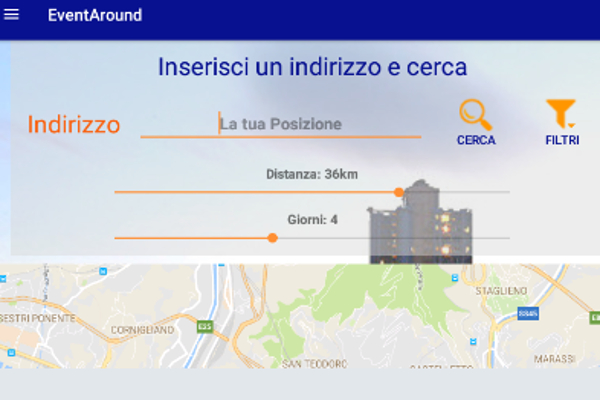 EventAround
Inserisci un indirizzo e cerca
Indirizzo
La tua Posizione
CERCA
FILTRI
Distanza: 36km
Giorni: 4
STAGLIENO
SESTRI PONENTE
CORNIGLIANO
E25
SS45
SAN TEODORO
MARASSI